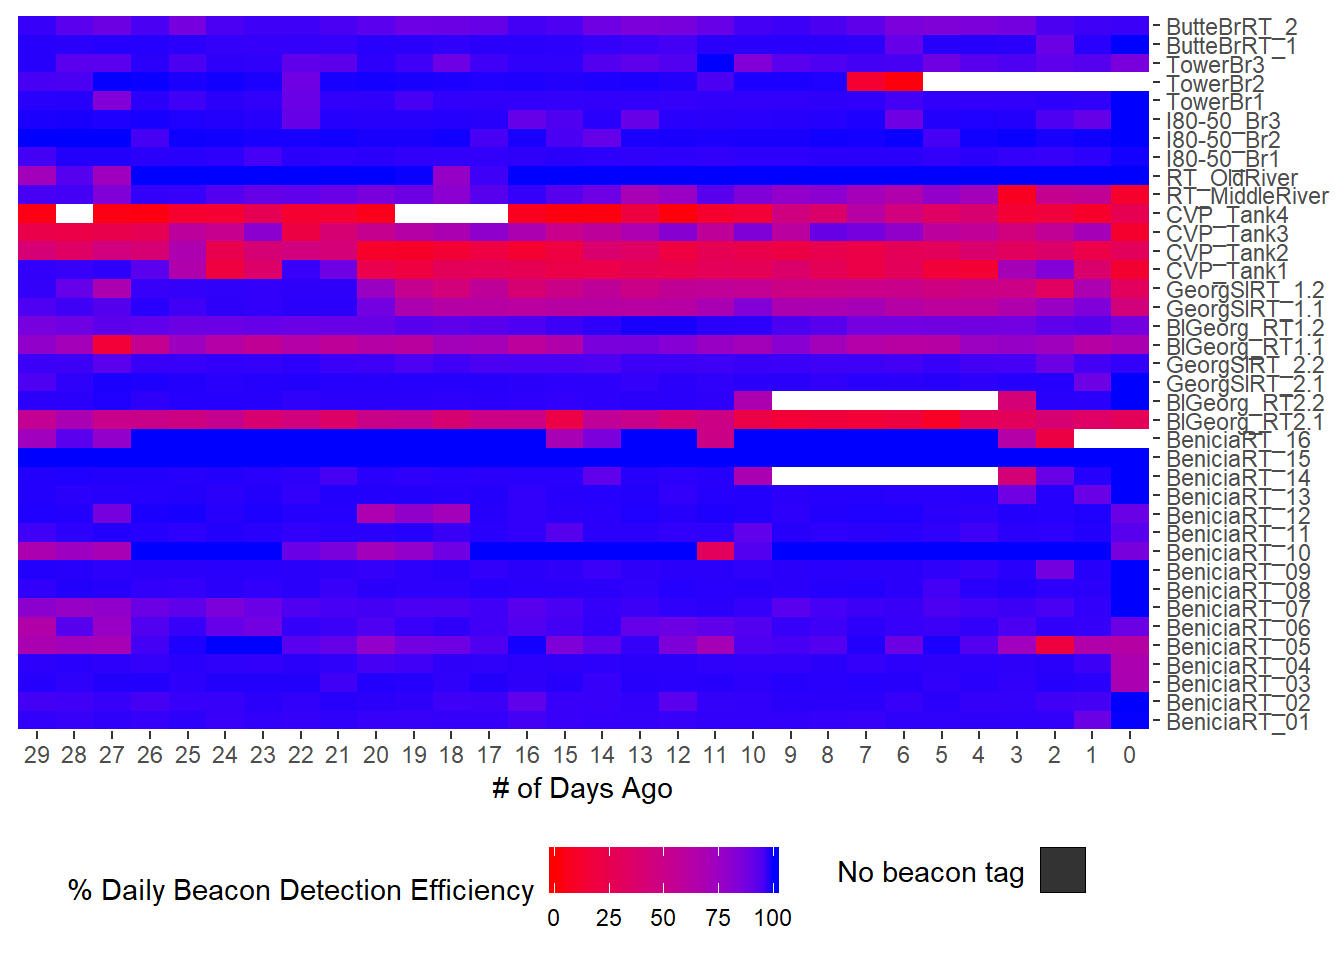 ButteBrRT_2
ButteBrRT_1
TowerBr3
TowerBr2
TowerBr1
I80-50_Br3
I80-50_Br2
I80-50_Br1
RT_OldRiver
RT_MiddleRiver
CVP_Tank4
CVP_Tank3
CVP_Tank2
CVP_Tank1
GeorgSlRT_1.2
GeorgSlRT_1.1
BlGeorg_RT1.2
BlGeorg_RT1.1
GeorgSlRT_2.2
GeorgSlRT_2.1
BlGeorg_RT2.2
BlGeorg_RT2.1
BeniciaRT_16
BeniciaRT_15
BeniciaRT_14
BeniciaRT_13
BeniciaRT_12
BeniciaRT_11
BeniciaRT_10
BeniciaRT_09
BeniciaRT_08
BeniciaRT_07
BeniciaRT_06
BeniciaRT_05
BeniciaRT_04
BeniciaRT_03
BeniciaRT_02
BeniciaRT_01
29 28 27 26 25 24 23 22 21 20 19 18 17 16 15 14 13 12 11 10 9 8 7 6 5 4 3 2 1 0
# of Days Ago
% Daily Beacon Detection Efficiency
0 25 50 75 100
No beacon tag